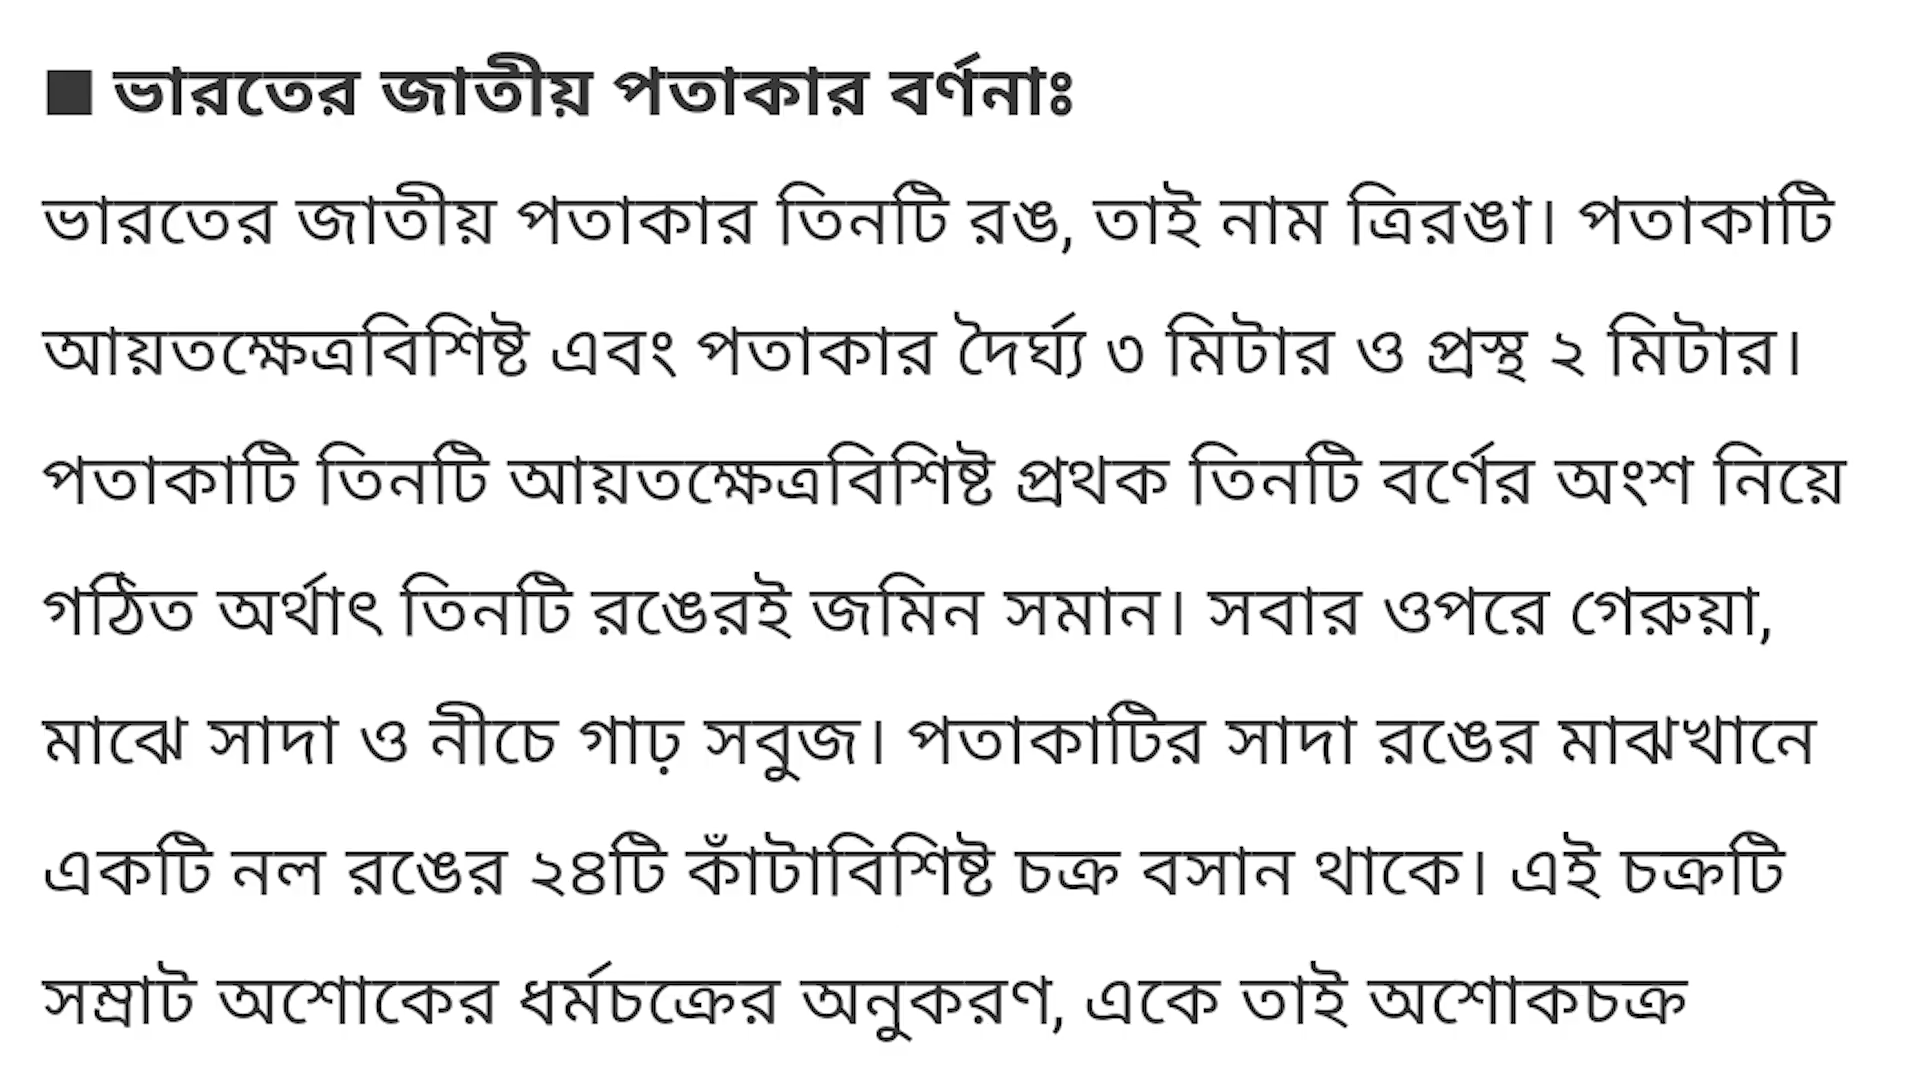 ■ ভারতের জাতীয় পতাকার বর্ণনাঃ
ভারতের জাতীয় পতাকার তিনটি রঙ, তাই নাম ত্রিরঙা। পতাকাটি
আয়তক্ষেত্রবিশিষ্ট এবং পতাকার দৈর্ঘ্য ৩ মিটার ও প্রস্থ ২ মিটার।
পতাকাটি তিনটি আয়তক্ষেত্রবিশিষ্ট প্রথক তিনটি বর্ণের অংশ নিয়ে
গঠিত অর্থাৎ তিনটি রঙেরই জমিন সমান। সবার ওপরে গেরুয়া,
মাঝে সাদা ও নীচে গাঢ় সবুজ। পতাকাটির সাদা রঙের মাঝখানে
একটি নল রঙের ২৪টি কাঁটাবিশিষ্ট চক্র বসান থাকে। এই চক্রটি
সম্রাট অশোকের ধর্মচক্রের অনুকরণ, একে তাই অশোকচক্র